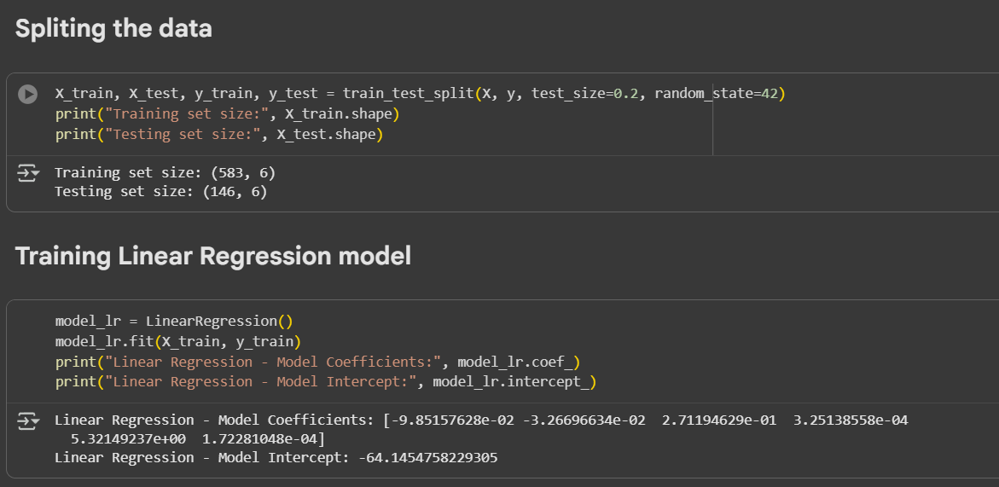 Spliting the data
X_train, X_test, y_train, y_test = train_test_split(X, y, test_size=0.2, random_state=42)
print("Training set size:", X_train.shape)
print("Testing set size:", X_test.shape)
Training set size: (583, 6)
Testing set size: (146, 6)
Training Linear Regression model
model_lr = LinearRegression()
model_lr.fit(X_train, y_train)
print("Linear Regression - Model Coefficients:", model_lr.coef_)
print("Linear Regression - Model Intercept:", model_lr.intercept_)
Linear Regression - Model Coefficients: [-9.85157628e-02 -3.26696634e-02  2.71194629e-01  3.25138558e-04
  5.32149237e+00  1.72281048e-04]
Linear Regression - Model Intercept: -64.1454758229305